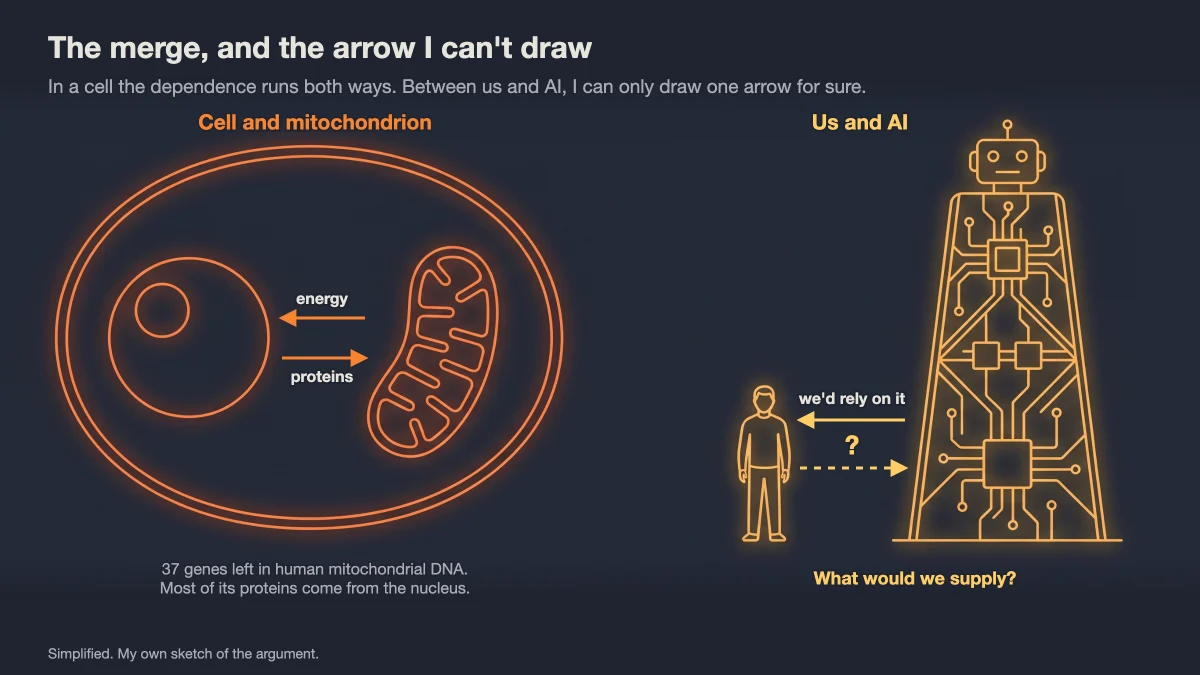 The merge, and the arrow I can't draw
In a cell the dependence runs both ways. Between us and AI, I can only draw one arrow for sure.
Cell and mitochondrion
energy
proteins
37 genes left in human mitochondrial DNA.
Most of its proteins come from the nucleus.
Us and AI
we'd rely on it
?
What would we supply?
Simplified. My own sketch of the argument.